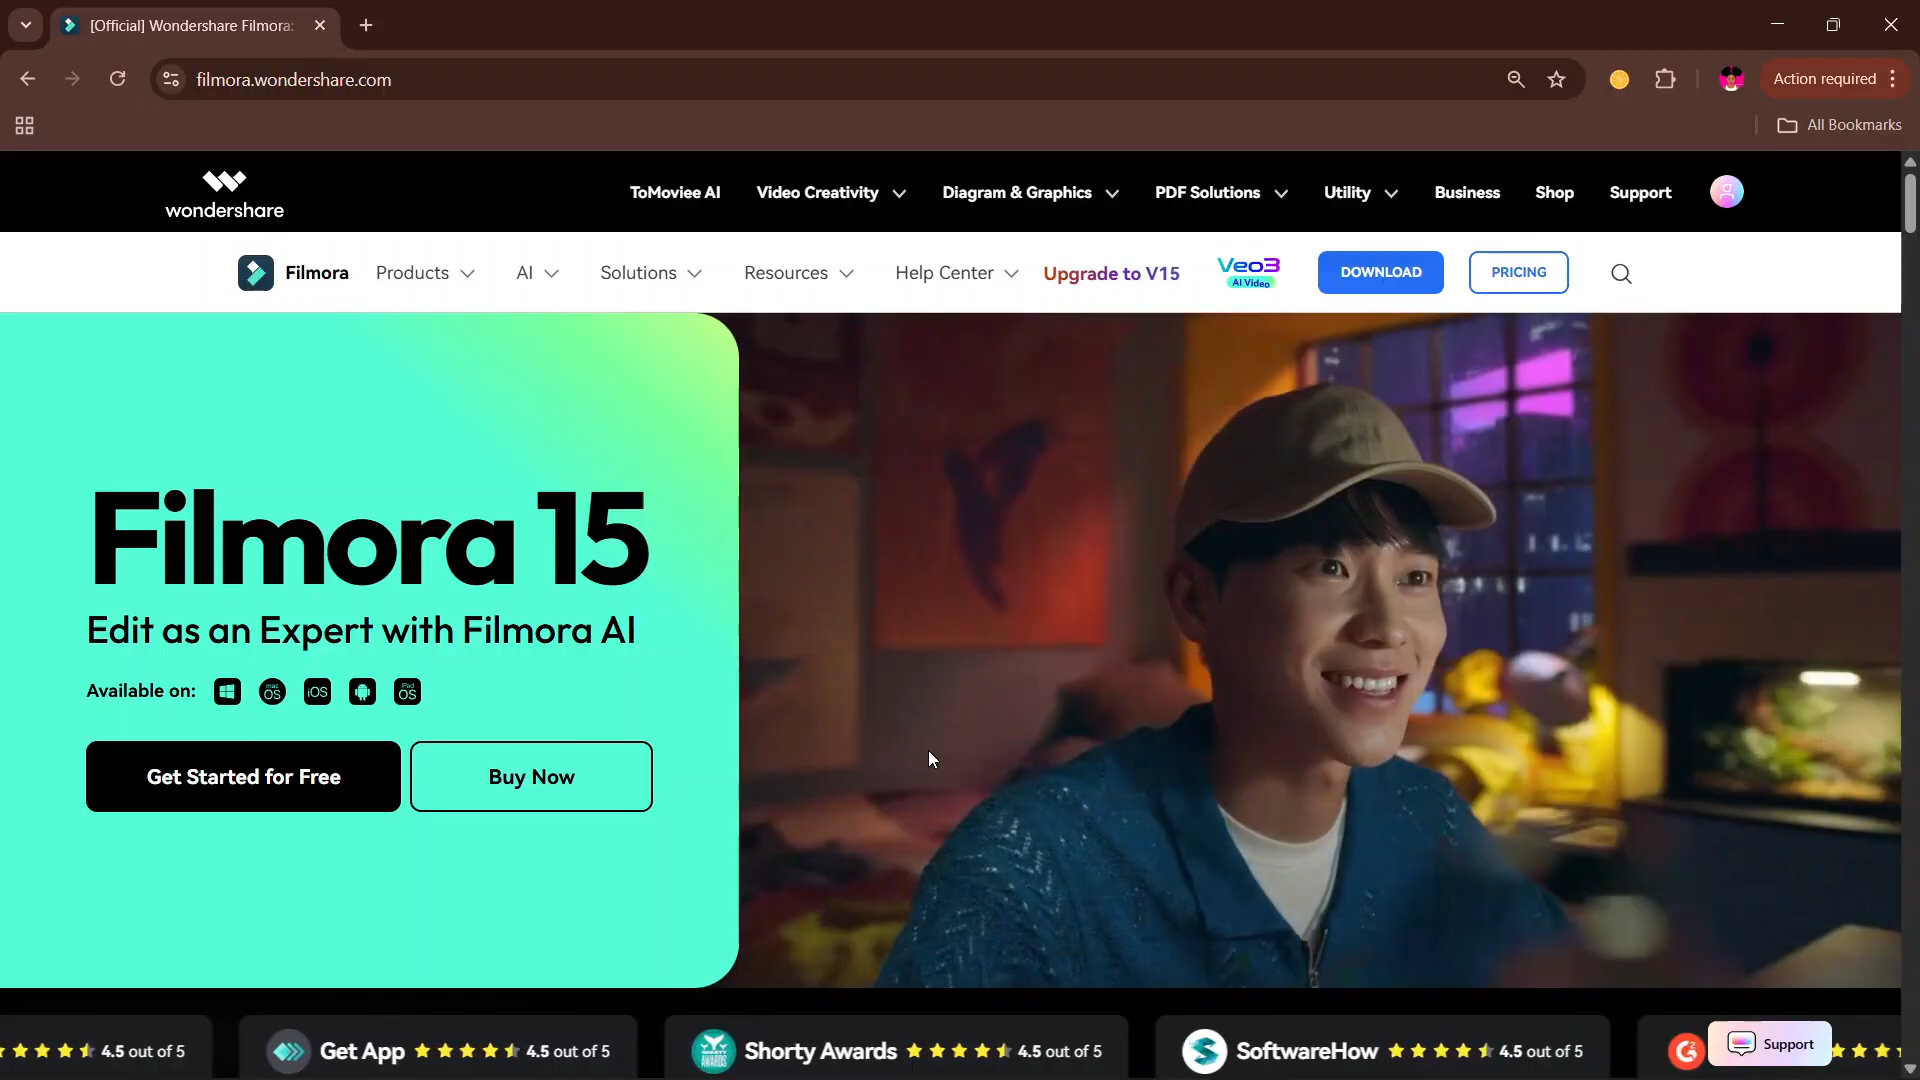 [Official] Wondershare Filmora:
filmora.wondershare.com
Action required
All Bookmarks
wondershare
ToMoviee AI
Video Creativity
Diagram & Graphics
PDF Solutions
Utility
Business
Shop
Support
Filmora
Products
AI
Solutions
Resources
Help Center
Upgrade to V15
Veo3
AI Video
DOWNLOAD
PRICING
Filmora 15
Edit as an Expert with Filmora AI
Available on:
mac OS
iOS
iPad OS
Get Started for Free
Buy Now
4.5 out of 5
Get App
4.5 out of 5
Shorty Awards
4.5 out of 5
SoftwareHow
4.5 out of 5
Support